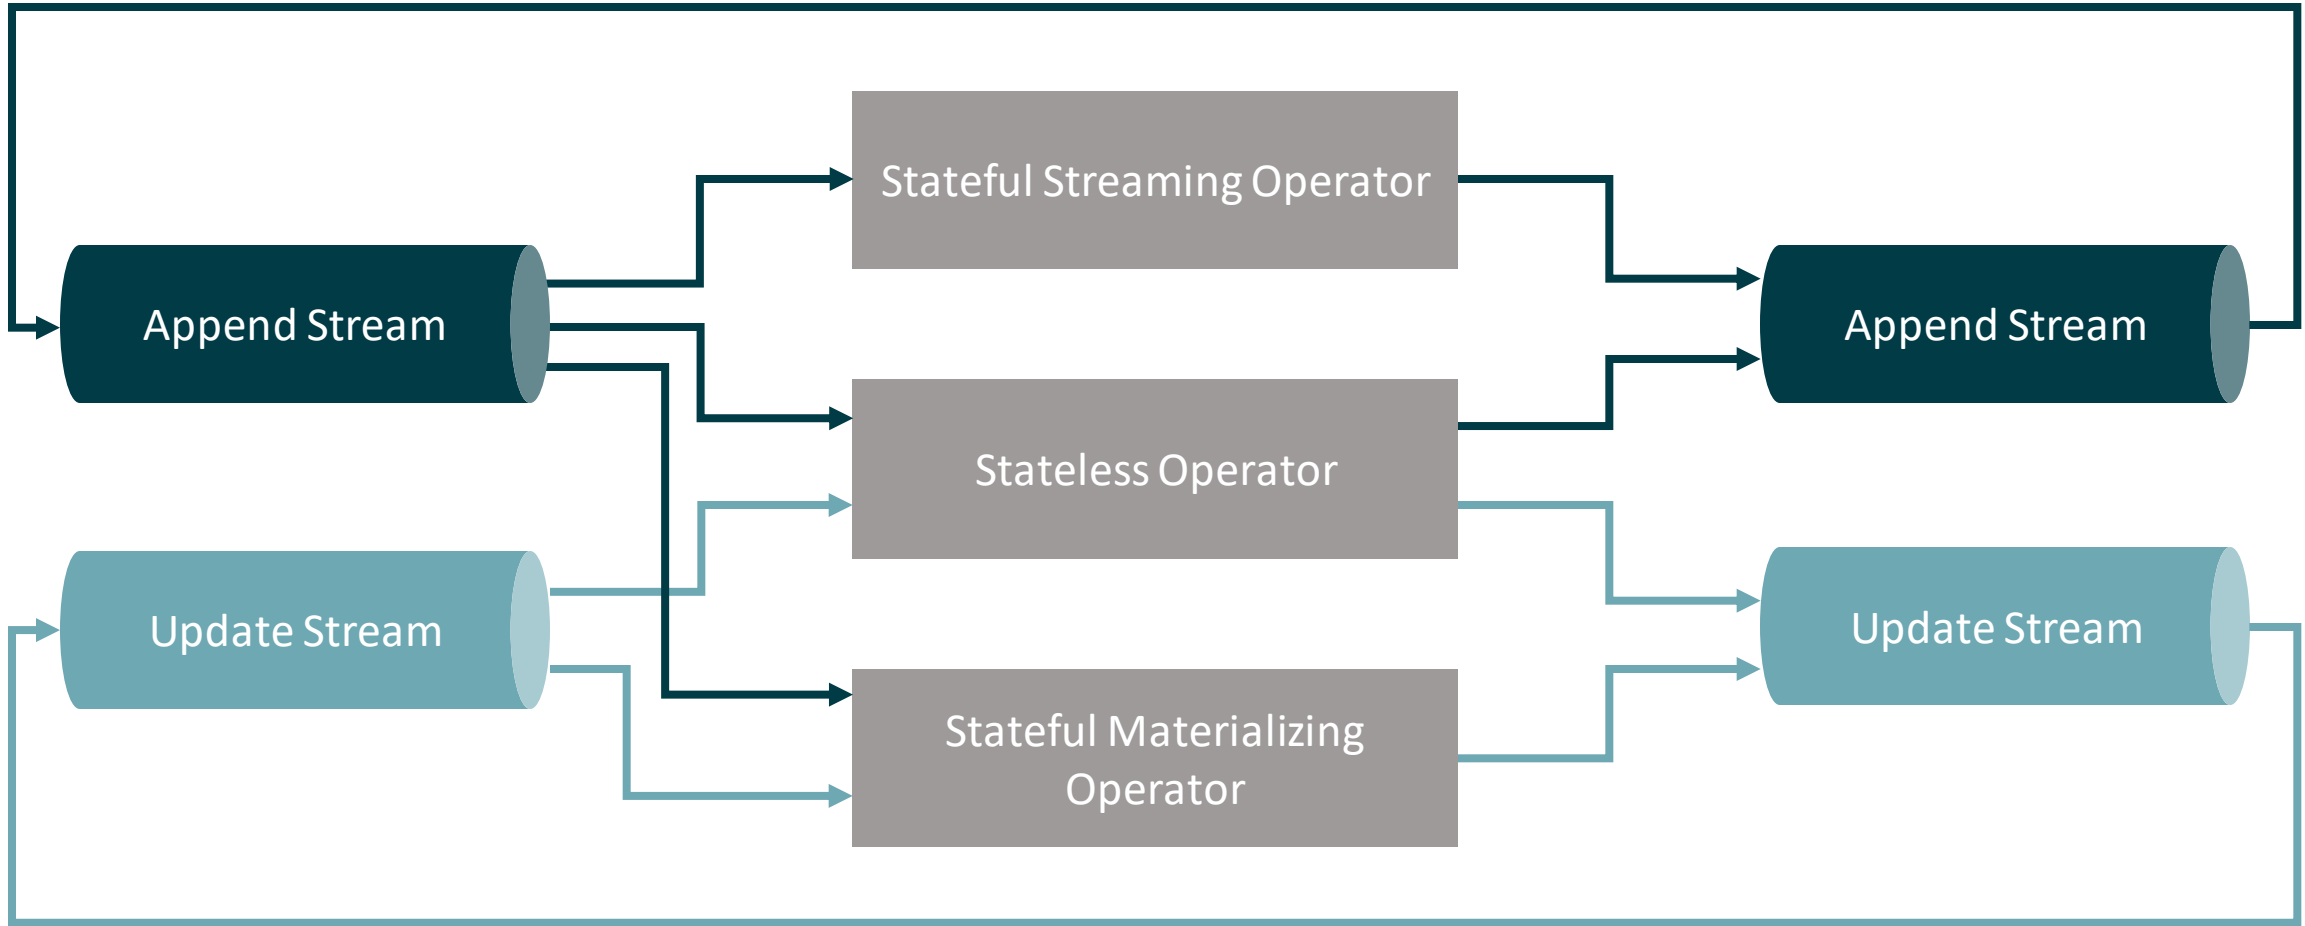 Stateful Streaming Operator
Append Stream
Append Stream
Stateless Operator
Update Stream
Update Stream
Stateful Materializing
Operator